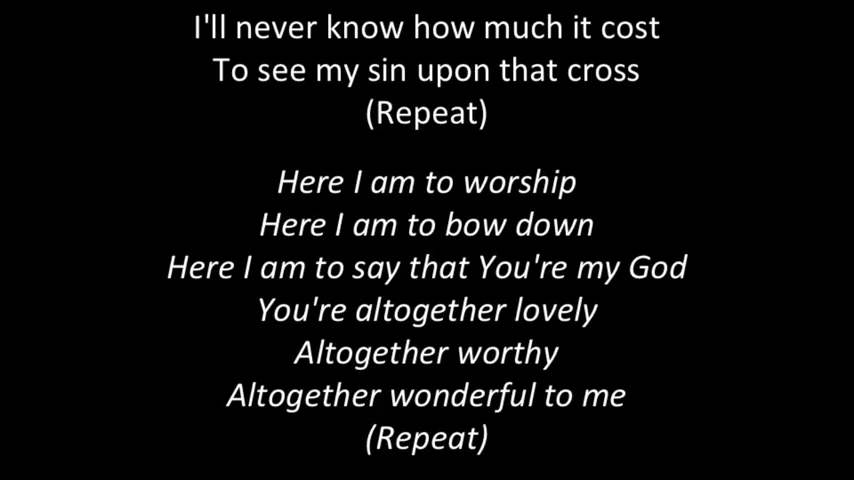 I'll never know how much it cost
To see my sin upon that cross
(Repeat)
Here I am to worship
Here I am to bow down
Here I am to say that You're my God
You're altogether lovely
Altogether worthy
Altogether wonderful to me
(Repeat)